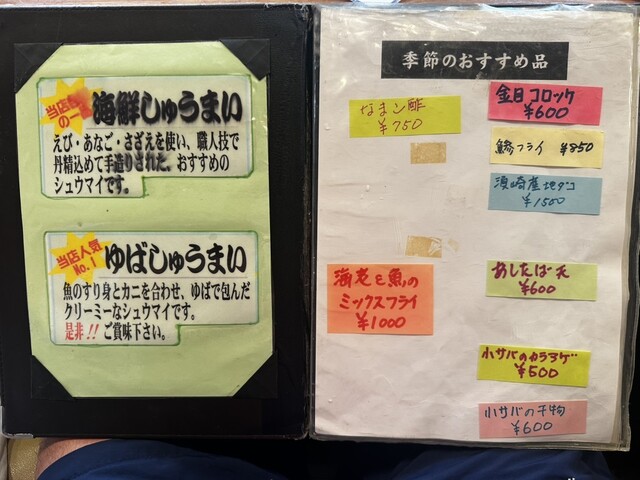 当店
の一
海鮮しゅうまい
えび・あなご・さざえを使い、職人技で
丹精込めて手造りされた、おすすめの
シュウマイです。
当店人気
No.1
ゆばしゅうまい
魚のすり身とカニを合わせ、ゆばで包んだ
クリーミーなシュウマイです。
是非!!ご賞味下さい。
季節のおすすめ品
なまこ酢
¥750
海老と魚の
ミックスフライ
¥1000
金目コロッケ
¥600
鯵フライ ¥850
須崎産地ダコ
¥1500
あしたば天
¥600
小サバのカラアゲ
¥500
小サバの干物
¥600